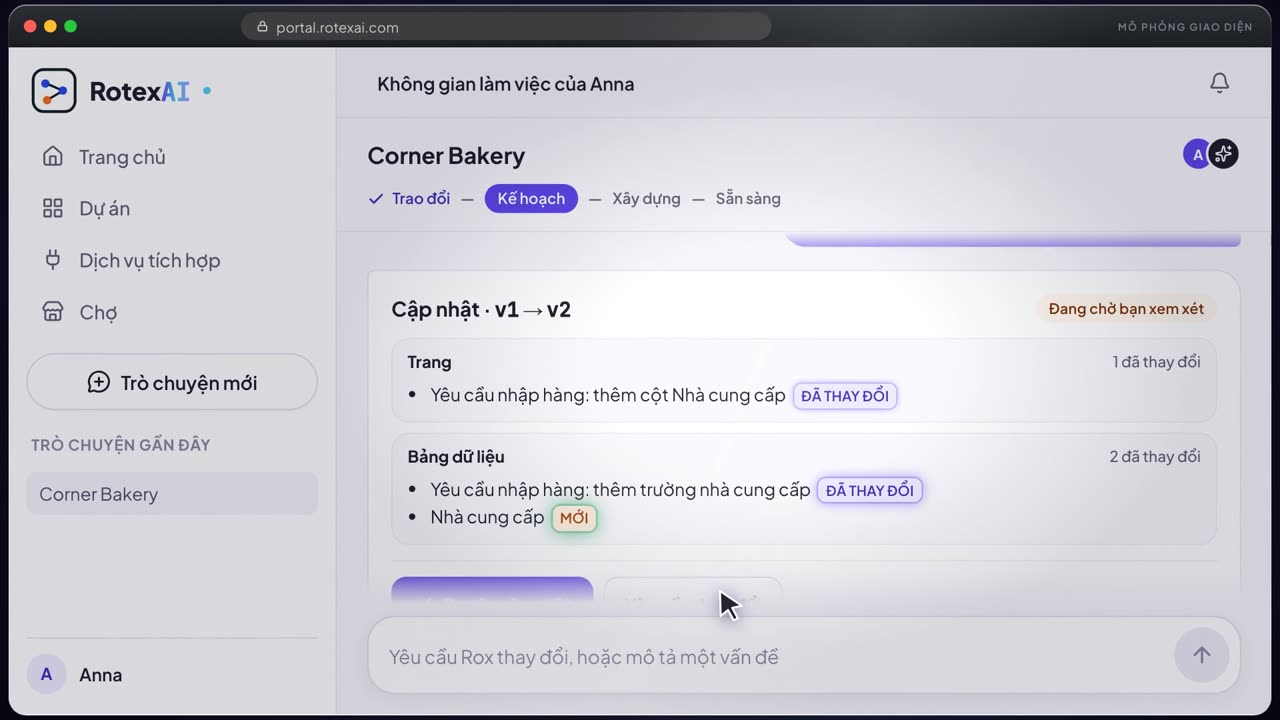 portal.rotexai.com
MÔ PHỎNG GIAO DIỆN
RotexAI
Trang chủ
Dự án
Dịch vụ tích hợp
Chợ
Trò chuyện mới
TRÒ CHUYỆN GẦN ĐÂY
Corner Bakery
A
Anna
Không gian làm việc của Anna
Corner Bakery
A
Trao đổi — Kế hoạch — Xây dựng — Sẵn sàng
Cập nhật · v1 → v2
Đang chờ bạn xem xét
Trang
1 đã thay đổi
• Yêu cầu nhập hàng: thêm cột Nhà cung cấp ĐÃ THAY ĐỔI
Bảng dữ liệu
2 đã thay đổi
• Yêu cầu nhập hàng: thêm trường nhà cung cấp ĐÃ THAY ĐỔI
• Nhà cung cấp MỚI
Yêu cầu Rox thay đổi, hoặc mô tả một vấn đề